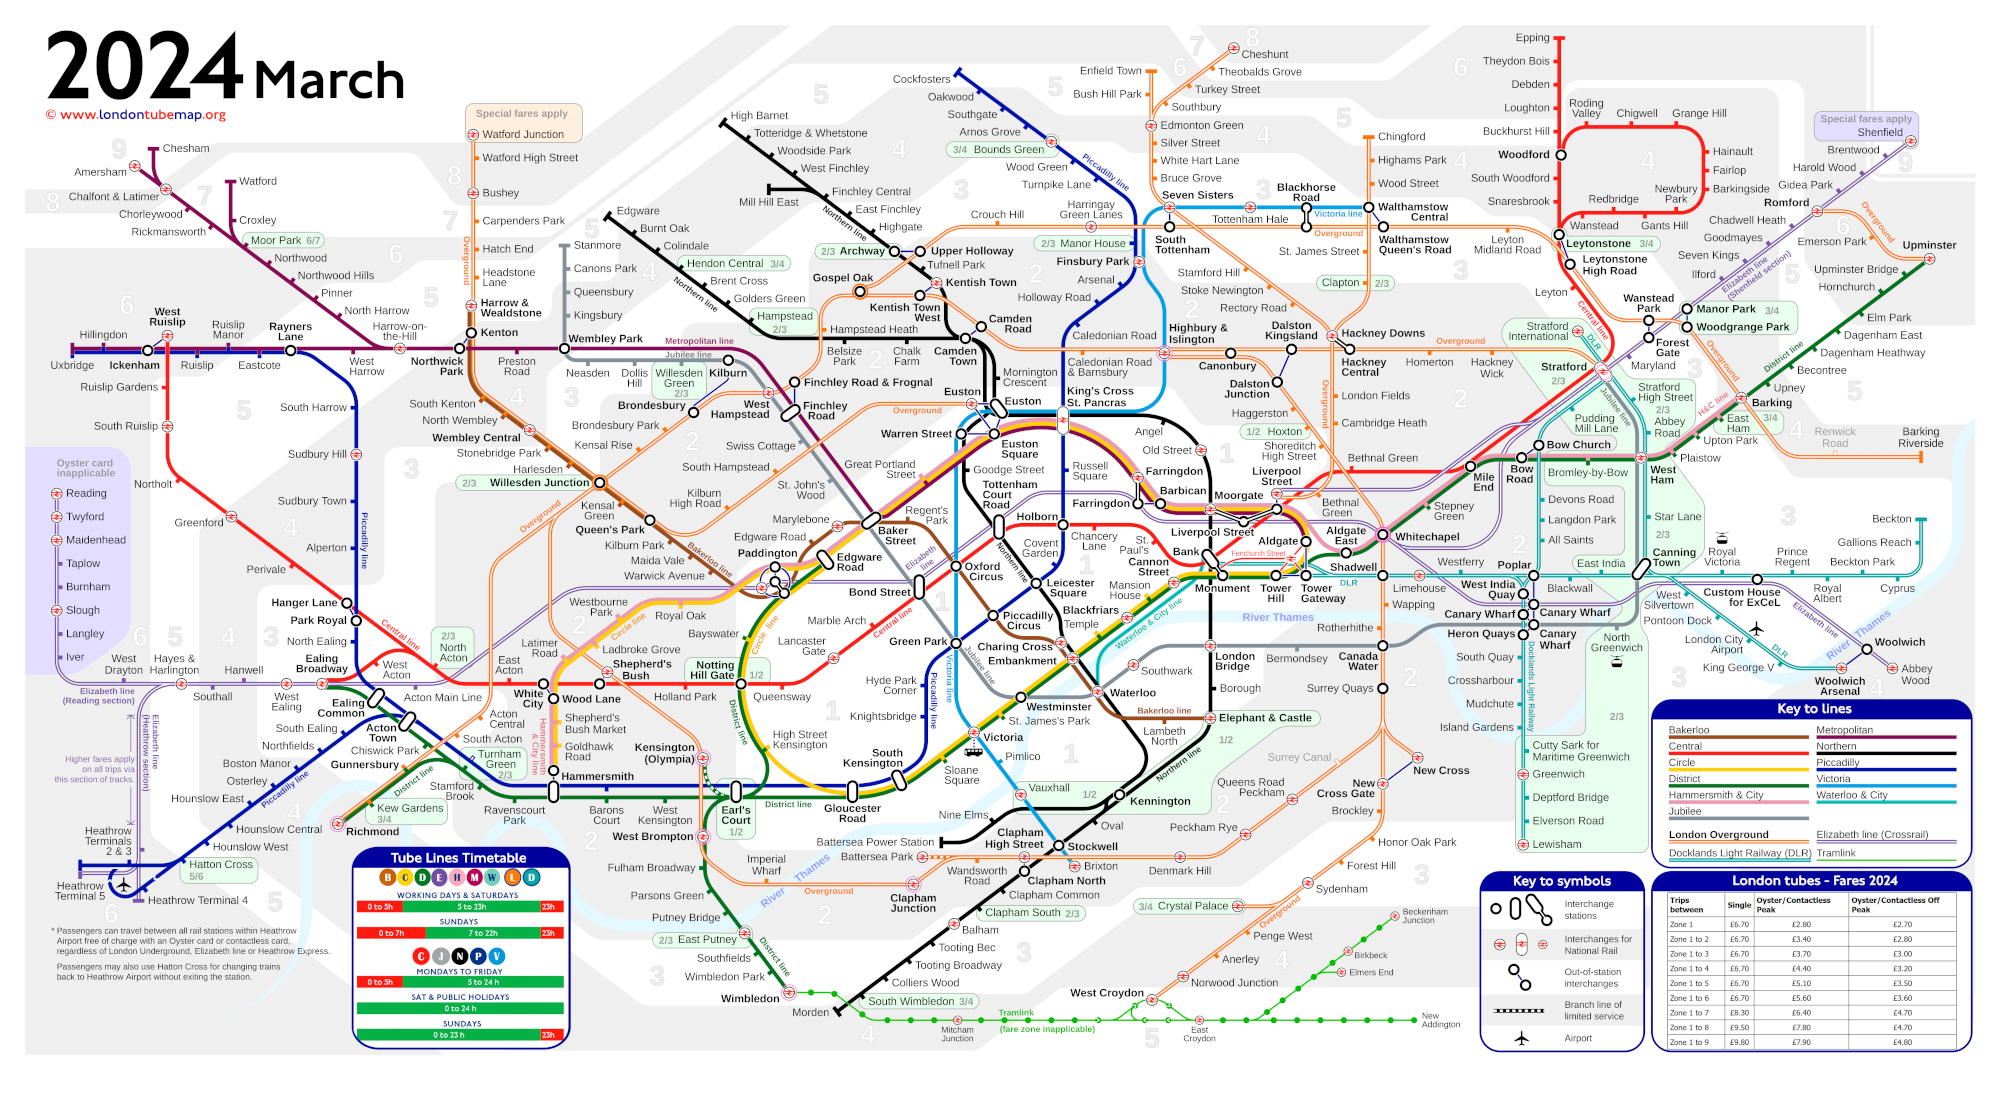 2024 March
© www.londontubemap.org
Special fares apply
Watford Junction
Watford High Street
Bushey
Carpenders Park
Hatch End
Headstone
Lane
Harrow &
Wealdstone
Kenton
Northwick
Park
South Kenton
North Wembley
Wembley Central
Stonebridge Park
Harlesden
2/3 Willesden Junction
Kensal
Green
Queen's Park
Kilburn Park
Maida Vale
Warwick Avenue
Paddington
Edgware Road
Marylebone
Chesham
Amersham
Chalfont & Latimer
Chorleywood
Rickmansworth
Watford
Croxley
Moor Park 6/7
Northwood
Northwood Hills
Pinner
North Harrow
Harrow-on-
the-Hill
West
Ruislip
Hillingdon
Ruislip
Manor
Rayners
Lane
Uxbridge
Ickenham
Ruislip
Eastcote
West
Harrow
Preston
Road
Ruislip Gardens
South Ruislip
Northolt
Greenford
Perivale
Hanger Lane
Park Royal
North Ealing
Ealing
Broadway
South Harrow
Sudbury Hill
Sudbury Town
Alperton
Piccadilly line
Oyster card
inapplicable
Reading
Twyford
Maidenhead
Taplow
Burnham
Slough
Langley
Iver
West
Drayton
Hayes &
Harlington
Southall
Hanwell
West
Ealing
Elizabeth line
(Reading section)
Elizabeth line
(Heathrow section)
Higher fares apply
on all trips via
this section of tracks.
Heathrow
Terminals
2 & 3
Heathrow
Terminal 5
Heathrow Terminal 4
Hatton Cross
5/6
Hounslow West
Hounslow Central
Hounslow East
Osterley
Boston Manor
Northfields
South Ealing
Ealing
Common
Acton
Town
Chiswick Park
Gunnersbury
Kew Gardens
3/4
Richmond
Turnham
Green
2/3
Stamford
Brook
Ravenscourt
Park
Hammersmith
Barons
Court
West
Kensington
Earl's
Court
1/2
Acton
Central
South Acton
Acton Main Line
West
Acton
2/3
North
Acton
East
Acton
White
City
Wood Lane
Shepherd's
Bush Market
Goldhawk
Road
Hammersmith
& City line
Shepherd's
Bush
Holland Park
Notting
Hill Gate
1/2
Queensway
Lancaster
Gate
Marble Arch
Bond Street
Latimer
Road
Ladbroke Grove
Westbourne
Park
Royal Oak
Bayswater
Circle line
Kensington
(Olympia)
High Street
Kensington
Gloucester
Road
South
Kensington
Knightsbridge
Hyde Park
Corner
Sloane
Square
Victoria
St. James's Park
Westminster
Pimlico
Vauxhall 1/2
Stockwell
Brixton
West Brompton
Fulham Broadway
Parsons Green
Putney Bridge
2/3 East Putney
Southfields
Wimbledon Park
Wimbledon
Imperial
Wharf
Clapham
Junction
Battersea Park
Battersea Power Station
Nine Elms
Wandsworth
Road
Clapham
High Street
Clapham North
Clapham Common
Clapham South 2/3
Balham
Tooting Bec
Tooting Broadway
Colliers Wood
South Wimbledon 3/4
Morden
Tramlink
(fare zone inapplicable)
Mitcham
Junction
East
Croydon
New
Addington
Elmers End
Birkbeck
Beckenham
Junction
West Croydon
Norwood Junction
Anerley
Penge West
3/4 Crystal Palace
Sydenham
Forest Hill
Honor Oak Park
Brockley
New
Cross Gate
New Cross
Surrey Canal
Queens Road
Peckham
Peckham Rye
Denmark Hill
Oval
Kennington
Elephant & Castle
1/2
Lambeth
North
Borough
London
Bridge
Bermondsey
Southwark
Waterloo
Canada
Water
Surrey Quays
Rotherhithe
Wapping
Shadwell
Whitechapel
River Thames
Stanmore
Canons Park
Queensbury
Kingsbury
Wembley Park
Neasden
Dollis
Hill
Willesden
Green
2/3
Kilburn
Brondesbury
Brondesbury Park
Kensal Rise
West
Hampstead
Finchley Road & Frognal
Finchley
Road
Swiss Cottage
South Hampstead
St. John's
Wood
Kilburn
High Road
Metropolitan line
Jubilee line
Edgware
Burnt Oak
Colindale
Hendon Central 3/4
Brent Cross
Golders Green
Hampstead
2/3
Belsize
Park
Chalk
Farm
Camden
Town
Hampstead Heath
Gospel Oak
High Barnet
Totteridge & Whetstone
Woodside Park
West Finchley
Mill Hill East
Finchley Central
East Finchley
Highgate
2/3 Archway
Upper Holloway
Tufnell Park
Kentish Town
Kentish Town
West
Camden
Road
Mornington
Crescent
Euston
Euston
Warren Street
Euston
Square
Goodge Street
Tottenham
Court Road
Great Portland
Street
Regent's
Park
Baker
Street
Edgware
Road
Oxford
Circus
Green Park
Piccadilly
Circus
Leicester
Square
Covent
Garden
Holborn
Charing Cross
Embankment
Russell
Square
King's Cross
St. Pancras
Caledonian Road
Caledonian Road
& Barnsbury
Holloway Road
Arsenal
Finsbury Park
2/3 Manor House
Turnpike Lane
Wood Green
3/4 Bounds Green
Arnos Grove
Southgate
Oakwood
Cockfosters
Crouch Hill
Harringay
Green Lanes
Enfield Town
Bush Hill Park
Cheshunt
Theobalds Grove
Turkey Street
Southbury
Edmonton Green
Silver Street
White Hart Lane
Bruce Grove
Seven Sisters
South
Tottenham
Tottenham Hale
Blackhorse
Road
Victoria line
Overground
Walthamstow
Central
Walthamstow
Queen's Road
Chingford
Highams Park
Wood Street
St. James Street
Clapton 2/3
Stamford Hill
Stoke Newington
Rectory Road
Hackney Downs
Hackney
Central
Highbury &
Islington
Canonbury
Dalston
Kingsland
Dalston
Junction
Haggerston
1/2 Hoxton
Shoreditch
High Street
London Fields
Cambridge Heath
Bethnal
Green
Bethnal Green
Homerton
Hackney
Wick
Angel
Old Street
Farringdon
Farringdon
Barbican
Moorgate
Liverpool
Street
Liverpool Street
Chancery
Lane
St.
Paul's
Bank
Cannon
Street
Mansion
House
Blackfriars
Temple
Monument
Tower
Hill
Tower
Gateway
Fenchurch Street
Aldgate
Aldgate
East
Waterloo & City line
Stepney
Green
Mile
End
Bow
Road
Bow Church
Bromley-by-Bow
West
Ham
Plaistow
Upton Park
East
Ham
3/4
Barking
Upney
Becontree
Dagenham Heathway
Dagenham East
Elm Park
Hornchurch
Upminster Bridge
Upminster
Emerson Park
Romford
Renwick
Road
Barking
Riverside
Epping
Theydon Bois
Debden
Loughton
Buckhurst Hill
Woodford
South Woodford
Snaresbrook
Roding
Valley
Chigwell
Grange Hill
Hainault
Fairlop
Barkingside
Newbury
Park
Gants Hill
Redbridge
Wanstead
Leytonstone 3/4
Leytonstone
High Road
Leyton
Midland Road
Leyton
Stratford
International
Stratford
2/3
Stratford
High Street
2/3
Abbey
Road
Pudding
Mill Lane
Special fares apply
Shenfield
Brentwood
Harold Wood
Gidea Park
Chadwell Heath
Goodmayes
Seven Kings
Ilford
Elizabeth line
(Shenfield section)
Manor Park 3/4
Woodgrange Park
Wanstead
Park
Forest
Gate
Maryland
H&C line
District line
Central line
Devons Road
Langdon Park
All Saints
Poplar
Star Lane
2/3
Canning
Town
East India
Blackwall
Limehouse
Westferry
West India
Quay
Canary Wharf
Canary Wharf
Canary
Wharf
Heron Quays
South Quay
Crossharbour
Mudchute
Island Gardens
Cutty Sark for
Maritime Greenwich
Greenwich
Deptford Bridge
Elverson Road
Lewisham
Docklands Light Railway
North
Greenwich
2/3
Royal
Victoria
Custom House
for ExCeL
Prince
Regent
Royal
Albert
Beckton Park
Cyprus
Gallions Reach
Beckton
West
Silvertown
Pontoon Dock
London City
Airport
King George V
Woolwich
Arsenal
Woolwich
Abbey
Wood
DLR
River Thames
Tube Lines Timetable
B C D E H M W L D
WORKING DAYS & SATURDAYS
0 to 5h 5 to 23h 23h
SUNDAYS
0 to 7h 7 to 22h 23h
C J N P V
MONDAYS TO FRIDAY
0 to 5h 5 to 24 h
SAT & PUBLIC HOLIDAYS
0 to 24 h
SUNDAYS
0 to 23 h 23h
* Passengers can travel between all rail stations within Heathrow
Airport free of charge with an Oyster card or contactless card,
regardless of London Underground, Elizabeth line or Heathrow Express.
Passengers may also use Hatton Cross for changing trains
back to Heathrow Airport without exiting the station.
Key to lines
Bakerloo
Central
Circle
District
Hammersmith & City
Jubilee
Metropolitan
Northern
Piccadilly
Victoria
Waterloo & City
London Overground
Docklands Light Railway (DLR)
Elizabeth line (Crossrail)
Tramlink
Key to symbols
Interchange
stations
Interchanges for
National Rail
Out-of-station
interchanges
Branch line of
limited service
Airport
London tubes - Fares 2024
Trips between Single Oyster/Contactless Peak Oyster/Contactless Off Peak
Zone 1 £6.70 £2.80 £2.70
Zone 1 to 2 £6.70 £3.40 £2.80
Zone 1 to 3 £6.70 £3.70 £3.00
Zone 1 to 4 £6.70 £4.40 £3.20
Zone 1 to 5 £6.70 £5.10 £3.50
Zone 1 to 6 £6.70 £5.60 £3.60
Zone 1 to 7 £8.30 £6.40 £4.70
Zone 1 to 8 £9.50 £7.80 £4.70
Zone 1 to 9 £9.80 £7.90 £4.80